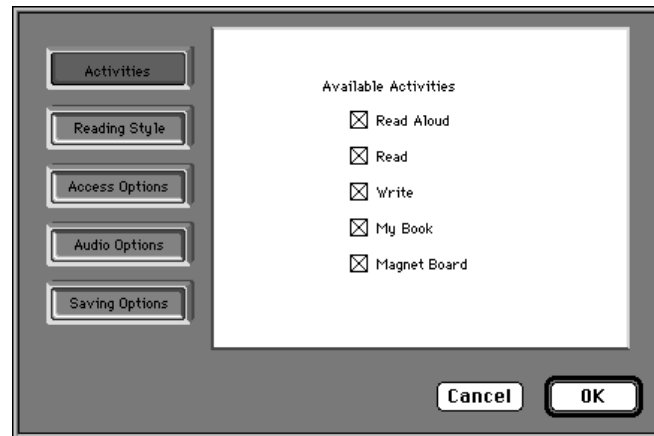 Activities
Reading Style
Access Options
Audio Options
Saving Options
Available Activities
Read Aloud
Read
Write
My Book
Magnet Board
Cancel
OK